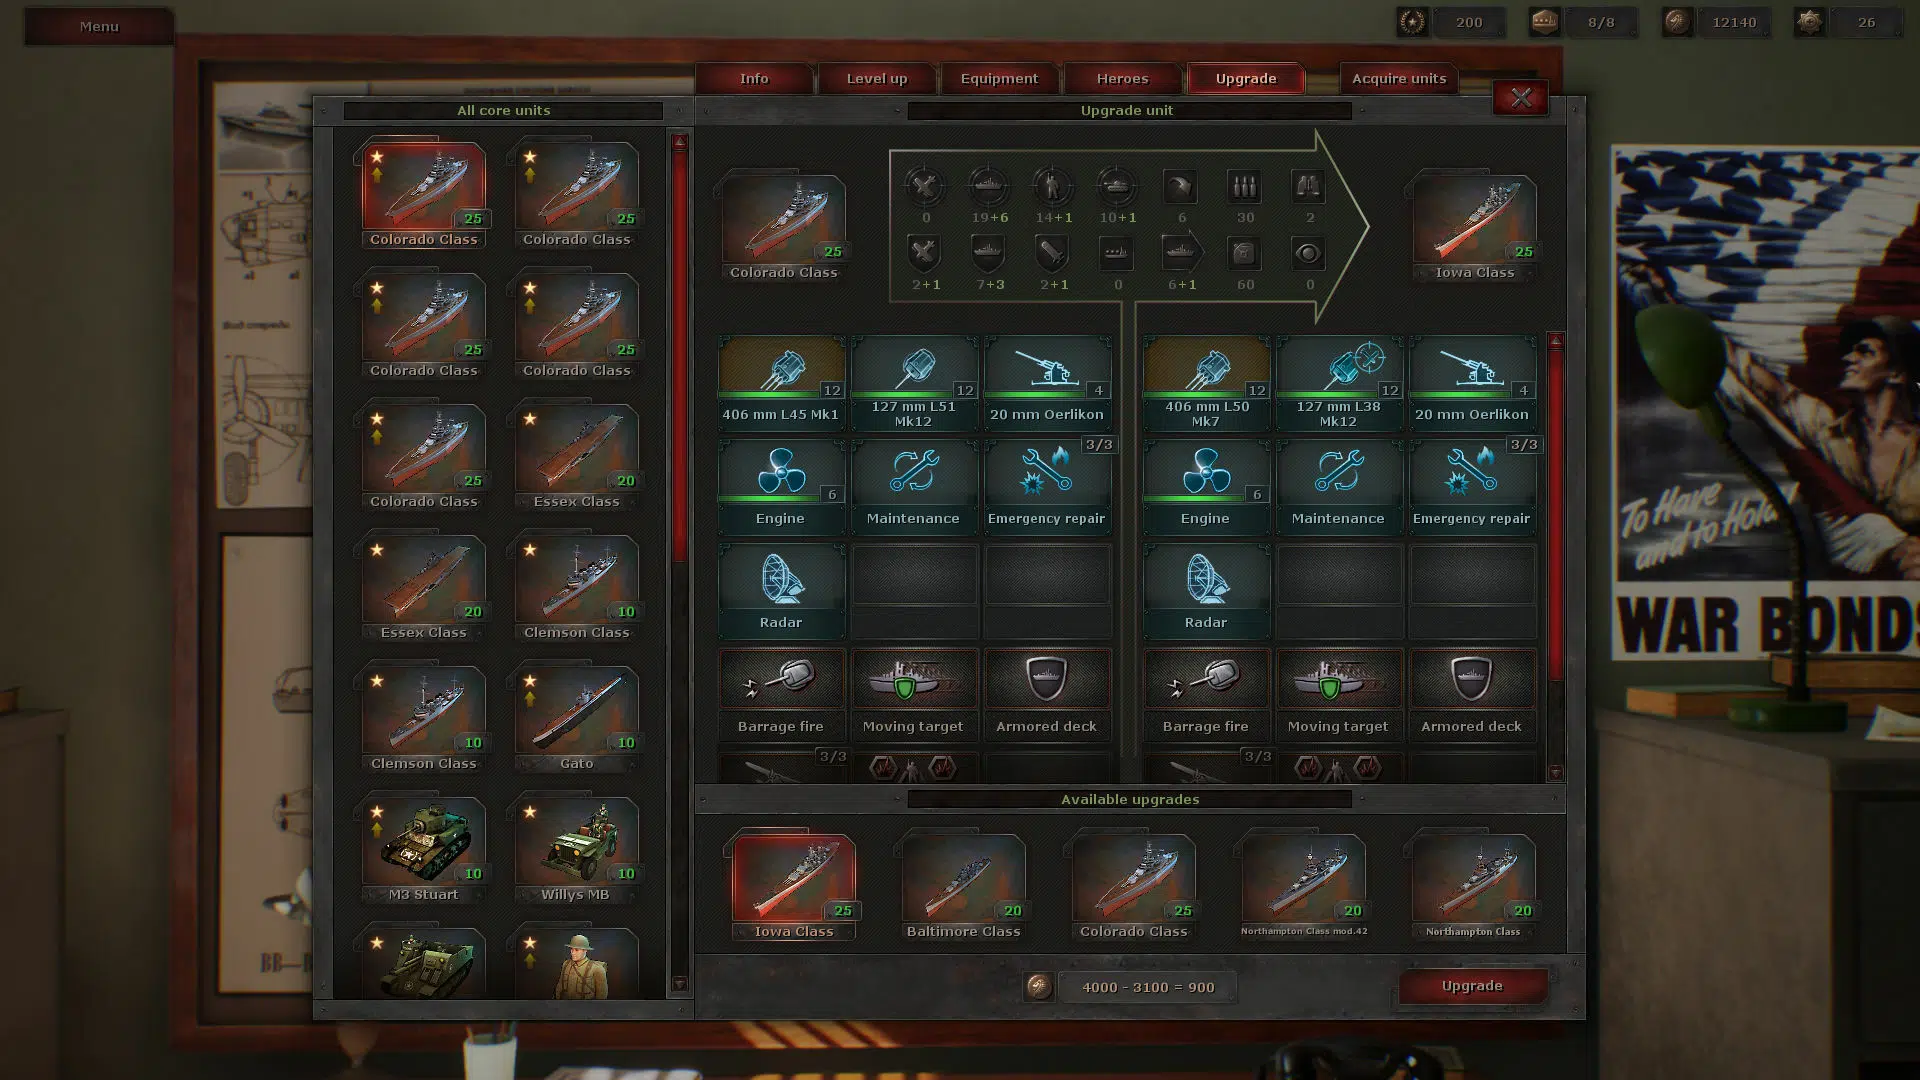 Menu
200
8/8
12140
26
Info
Level up
Equipment
Heroes
Upgrade
Acquire units
All core units
Upgrade unit
25
Colorado Class
25
Colorado Class
25
Colorado Class
25
Colorado Class
25
Colorado Class
20
Essex Class
20
Essex Class
10
Clemson Class
10
Clemson Class
10
Gato
10
M3 Stuart
10
Willys MB
25
Colorado Class
0
19+6
14+1
10+1
6
30
2
2+1
7+3
2+1
0
6+1
60
0
25
Iowa Class
12
406 mm L45 Mk1
12
127 mm L51
Mk12
4
20 mm Oerlikon
6
Engine
Maintenance
3/3
Emergency repair
Radar
Barrage fire
Moving target
Armored deck
3/3
12
406 mm L50
Mk7
12
127 mm L38
Mk12
4
20 mm Oerlikon
6
Engine
Maintenance
3/3
Emergency repair
Radar
Barrage fire
Moving target
Armored deck
3/3
Available upgrades
25
Iowa Class
20
Baltimore Class
25
Colorado Class
20
Northampton Class mod.42
20
Northampton Class
4000 - 3100 = 900
Upgrade
To Have
and to Hold!
WAR BONDS